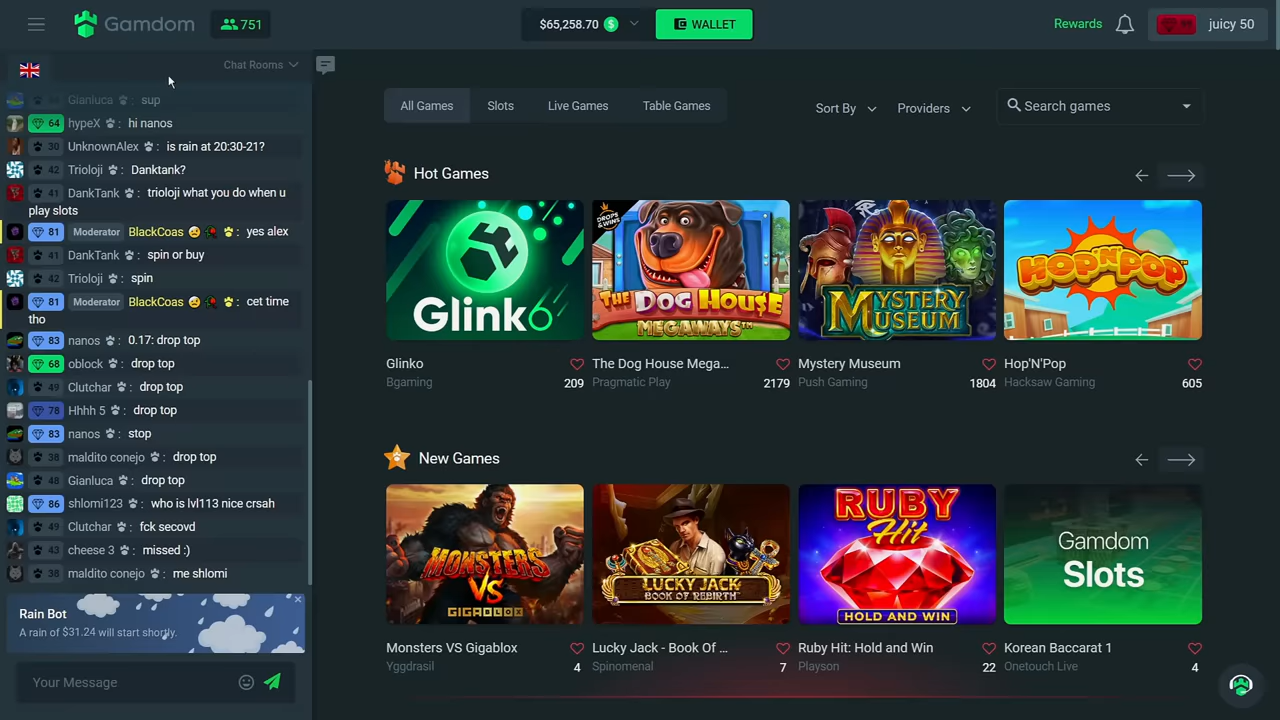 Gamdom
751
$65,258.70
WALLET
Rewards
juicy 50
Chat Rooms
Gianluca : sup
64 hypeX : hi nanos
30 UnknownAlex : is rain at 20:30-21?
42 Trioloji : Danktank?
41 DankTank : trioloji what you do when u
play slots
81 Moderator BlackCoas : yes alex
41 DankTank : spin or buy
42 Trioloji : spin
81 Moderator BlackCoas : cet time
tho
83 nanos : 0.17: drop top
68 oblock : drop top
49 Clutchar : drop top
78 Hhhh 5 : drop top
83 nanos : stop
38 maldito conejo : drop top
48 Gianluca : drop top
86 shlomi123 : who is lvl113 nice crsah
49 Clutchar : fck secovd
43 cheese 3 : missed :)
38 maldito conejo : me shlomi
Rain Bot
A rain of $31.24 will start shortly.
Your Message
All Games
Slots
Live Games
Table Games
Sort By
Providers
Search games
Hot Games
Glink6
DROPS & WINS
THE DOG HOUSE
MEGAWAYS™
MYSTERY
MUSEUM
HOP'N'POP™
Glinko
Bgaming
209
The Dog House Mega...
Pragmatic Play
2179
Mystery Museum
Push Gaming
1804
Hop'N'Pop
Hacksaw Gaming
605
New Games
MONSTERS
VS
GIGABLOX
LUCKY JACK
BOOK OF REBIRTH
RUBY
Hit
HOLD AND WIN
Gamdom
Slots
Monsters VS Gigablox
Yggdrasil
4
Lucky Jack - Book Of ...
Spinomenal
7
Ruby Hit: Hold and Win
Playson
22
Korean Baccarat 1
Onetouch Live
4